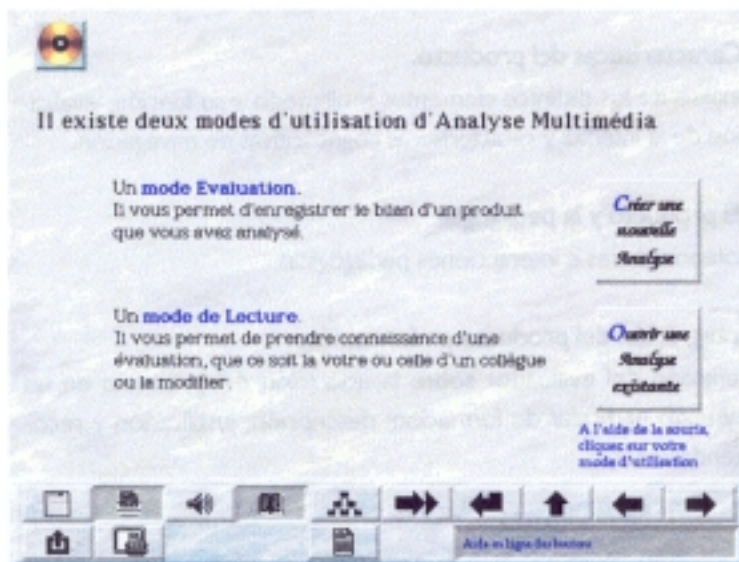 Il existe deux modes d'utilisation d'Analyse Multimédia
Un mode Evaluation.
Il vous permet d'enregistrer le bilan d'un produit
que vous avez analysé.
Créer une
nouvelle
Analyse
Un mode de Lecture.
Il vous permet de prendre connaissance d'une
évaluation, que ce soit la votre ou celle d'un collègue
ou la modifier.
Ouvrir une
Analyse
existante
A l'aide de la souris,
cliquez sur votre
mode d'utilisation
Aide en ligne des boutons